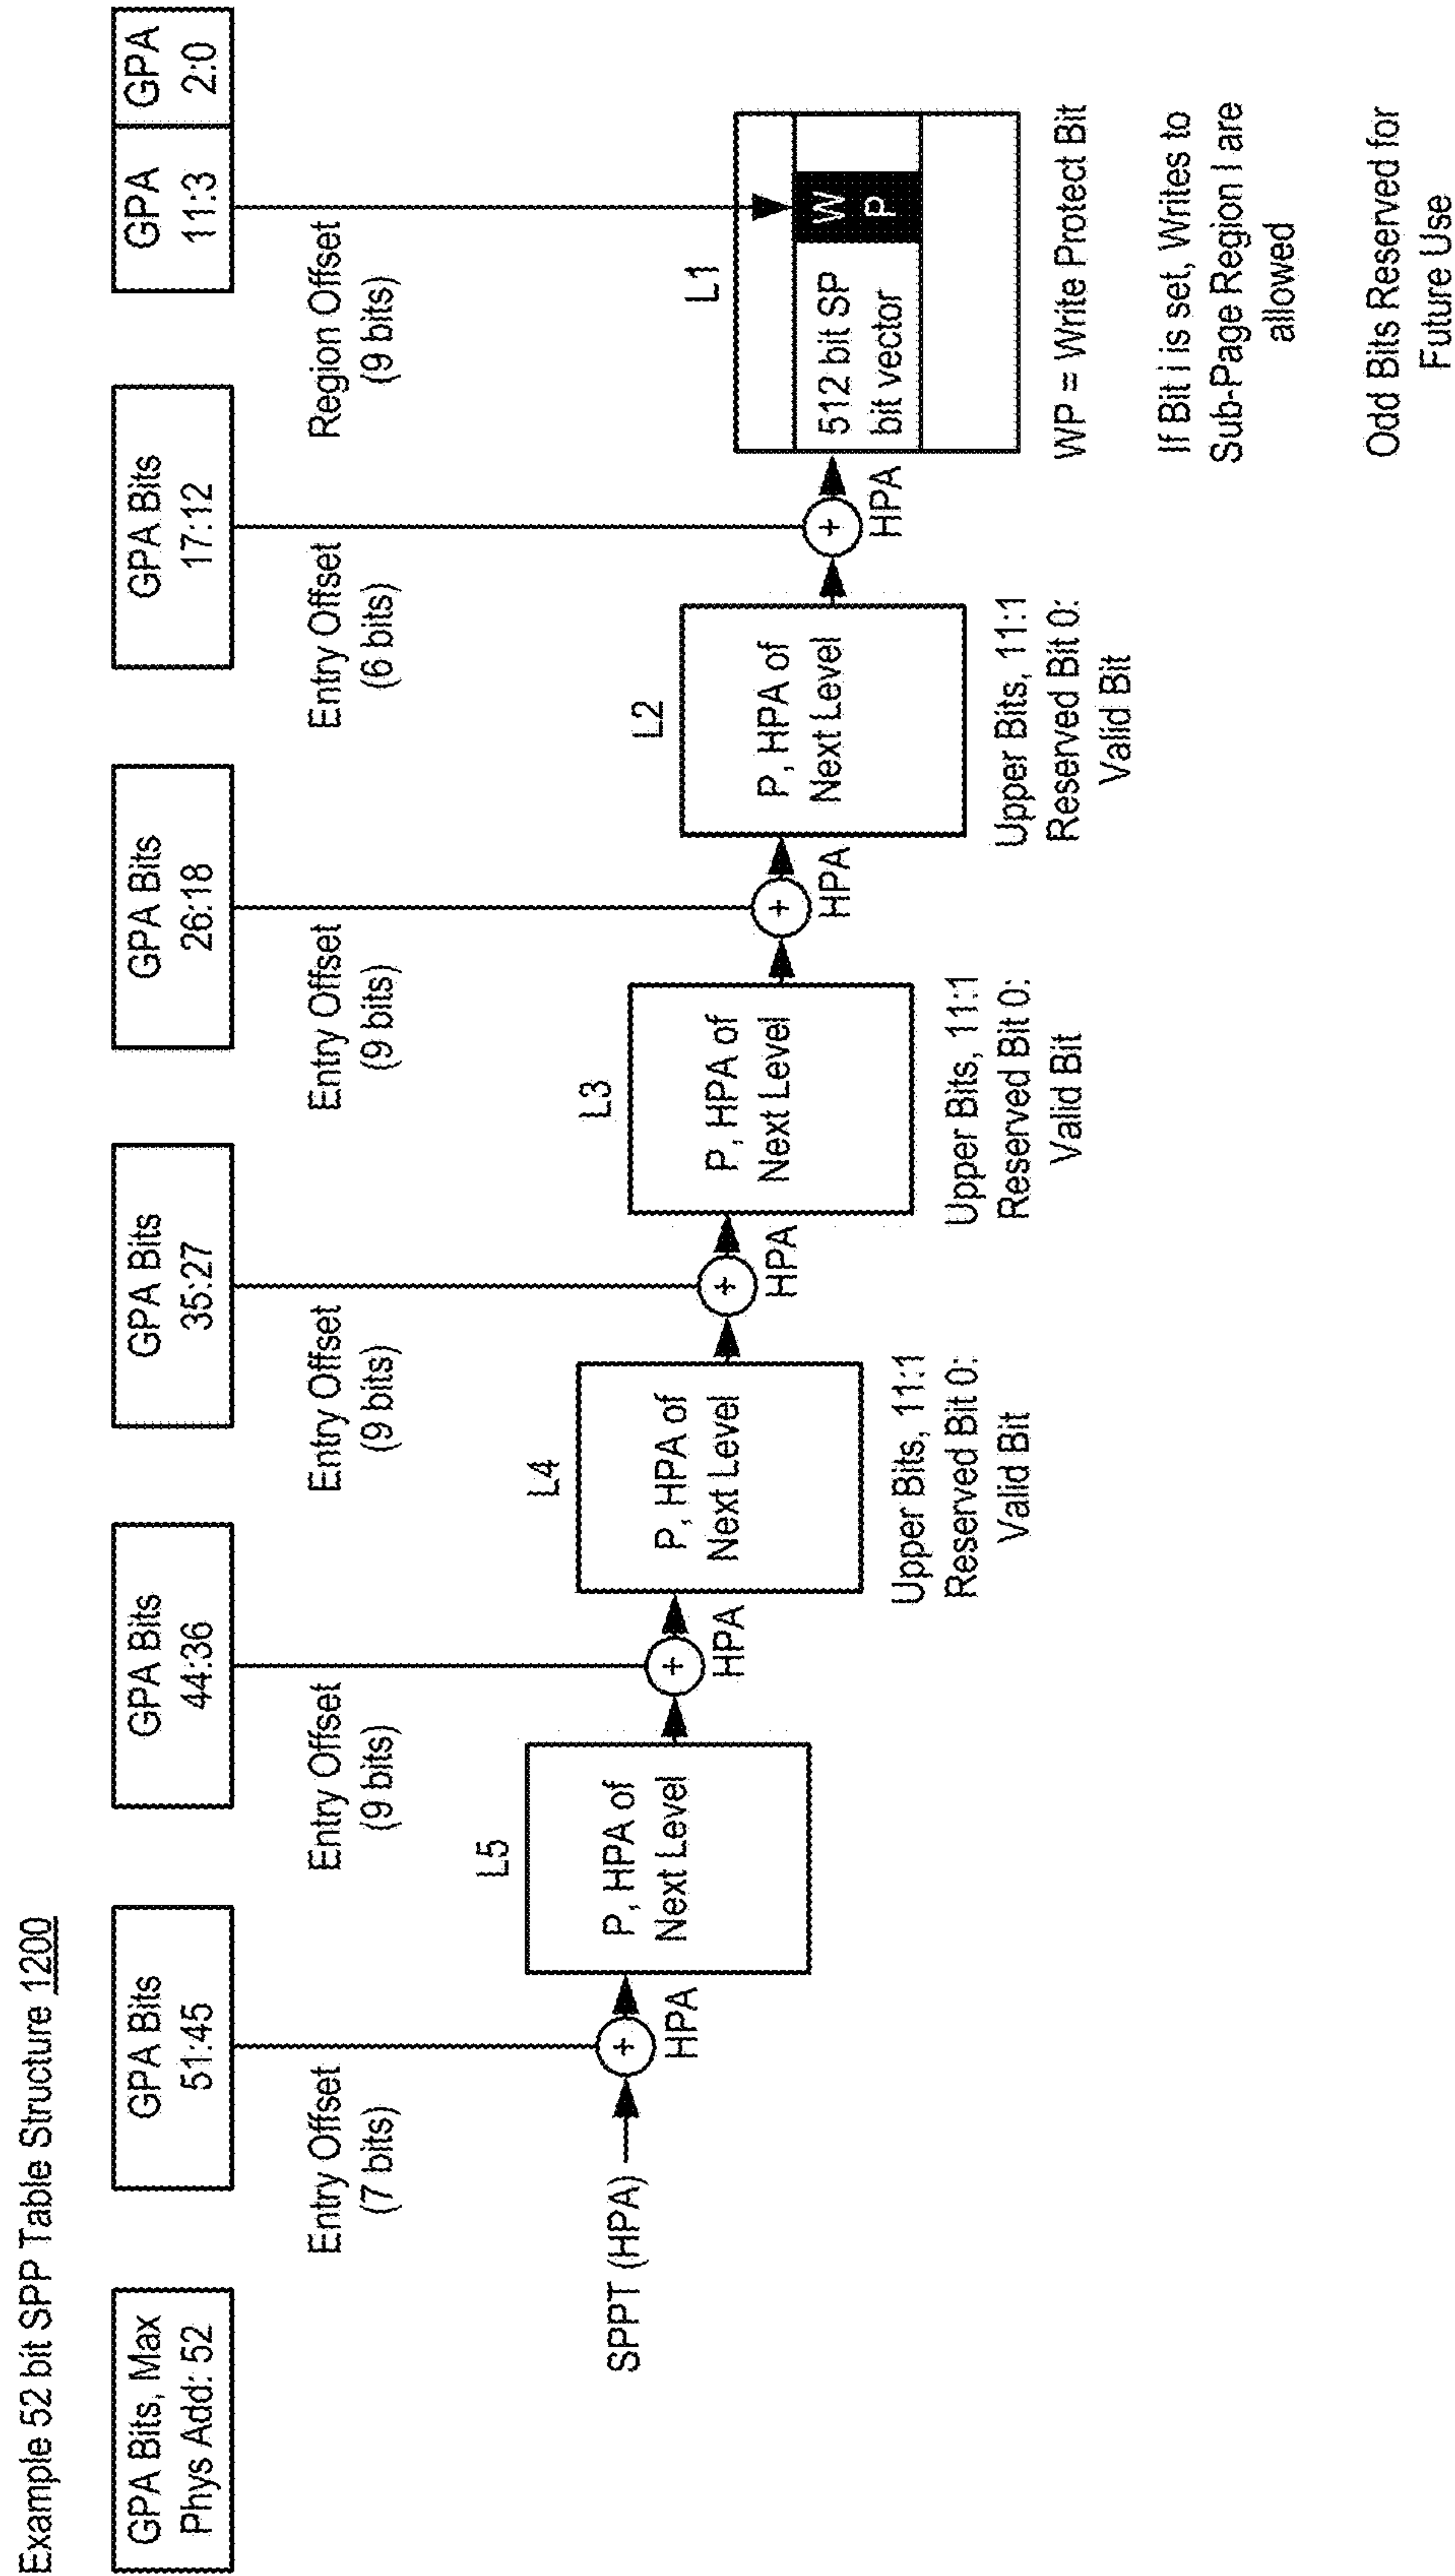 Example 52 bit SPP Table Structure 1200
GPA Bits, Max
Phys Add: 52
GPA Bits
51:45
GPA Bits
44:36
GPA Bits
35:27
GPA Bits
26:18
GPA Bits
17:12
GPA
11:3
GPA
2:0
Entry Offset
(7 bits)
Entry Offset
(9 bits)
Entry Offset
(9 bits)
Entry Offset
(9 bits)
Entry Offset
(6 bits)
Region Offset
(9 bits)
SPPT (HPA)
+
HPA
L5
P, HPA of
Next Level
+
HPA
L4
P, HPA of
Next Level
Upper Bits, 11:1
Reserved Bit 0:
Valid Bit
+
HPA
L3
P, HPA of
Next Level
Upper Bits, 11:1
Reserved Bit 0:
Valid Bit
+
HPA
L2
P, HPA of
Next Level
Upper Bits, 11:1
Reserved Bit 0:
Valid Bit
+
HPA
L1
512 bit SP
bit vector
W
P
WP = Write Protect Bit
If Bit i is set, Writes to
Sub-Page Region I are
allowed
Odd Bits Reserved for
Future Use